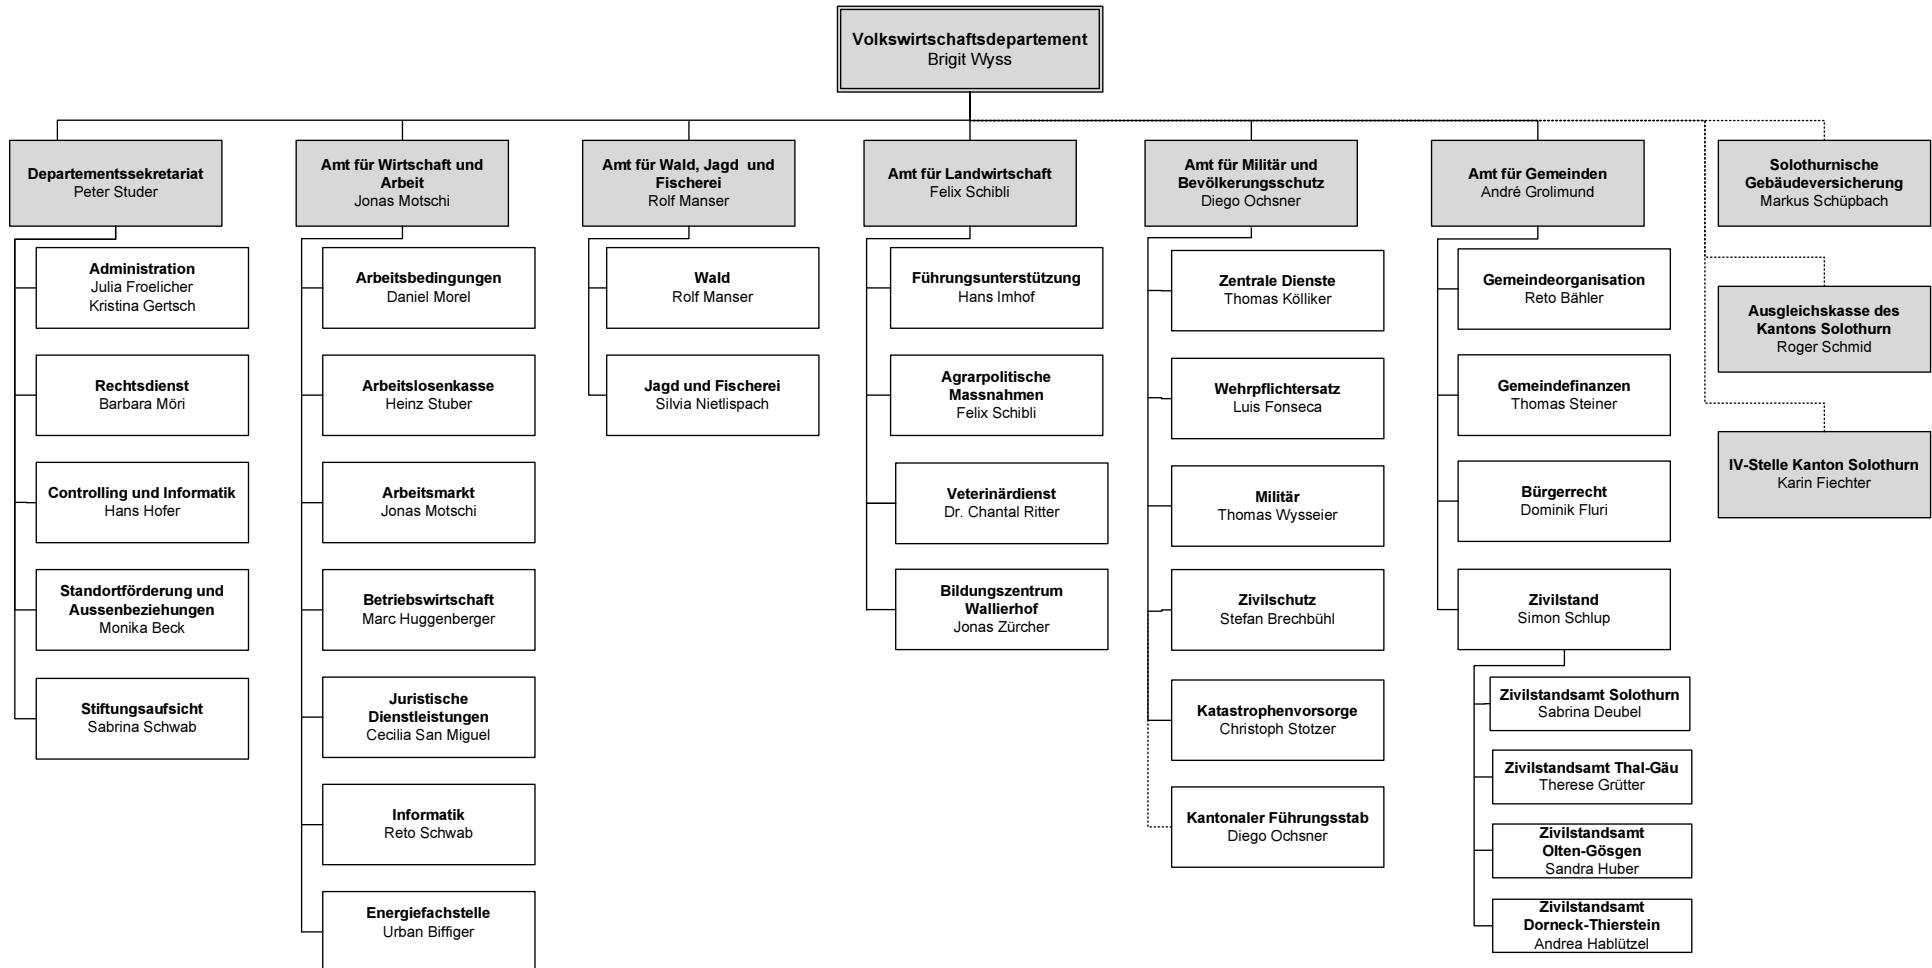 Volkswirtschaftsdepartement
Brigit Wyss
Departementssekretariat
Peter Studer
Administration
Julia Froelicher
Kristina Gertsch
Rechtsdienst
Barbara Möri
Controlling und Informatik
Hans Hofer
Standortförderung und
Aussenbeziehungen
Monika Beck
Stiftungsaufsicht
Sabrina Schwab
Amt für Wirtschaft und
Arbeit
Jonas Motschi
Arbeitsbedingungen
Daniel Morel
Arbeitslosenkasse
Heinz Stuber
Arbeitsmarkt
Jonas Motschi
Betriebswirtschaft
Marc Huggenberger
Juristische
Dienstleistungen
Cecilia San Miguel
Informatik
Reto Schwab
Energiefachstelle
Urban Biffiger
Amt für Wald, Jagd und
Fischerei
Rolf Manser
Wald
Rolf Manser
Jagd und Fischerei
Silvia Nietlispach
Amt für Landwirtschaft
Felix Schibli
Führungsunterstützung
Hans Imhof
Agrarpolitische
Massnahmen
Felix Schibli
Veterinärdienst
Dr. Chantal Ritter
Bildungszentrum
Wallierhof
Jonas Zürcher
Amt für Militär und
Bevölkerungsschutz
Diego Ochsner
Zentrale Dienste
Thomas Kölliker
Wehrpflichtersatz
Luis Fonseca
Militär
Thomas Wysseier
Zivilschutz
Stefan Brechbühl
Katastrophenvorsorge
Christoph Stotzer
Kantonaler Führungsstab
Diego Ochsner
Amt für Gemeinden
André Grolimund
Gemeindeorganisation
Reto Bähler
Gemeindefinanzen
Thomas Steiner
Bürgerrecht
Dominik Fluri
Zivilstand
Simon Schlup
Zivilstandsamt Solothurn
Sabrina Deubel
Zivilstandsamt Thal-Gäu
Therese Grütter
Zivilstandsamt
Olten-Gösgen
Sandra Huber
Zivilstandsamt
Dorneck-Thierstein
Andrea Hablützel
Solothurnische
Gebäudeversicherung
Markus Schüpbach
Ausgleichskasse des
Kantons Solothurn
Roger Schmid
IV-Stelle Kanton Solothurn
Karin Fiechter